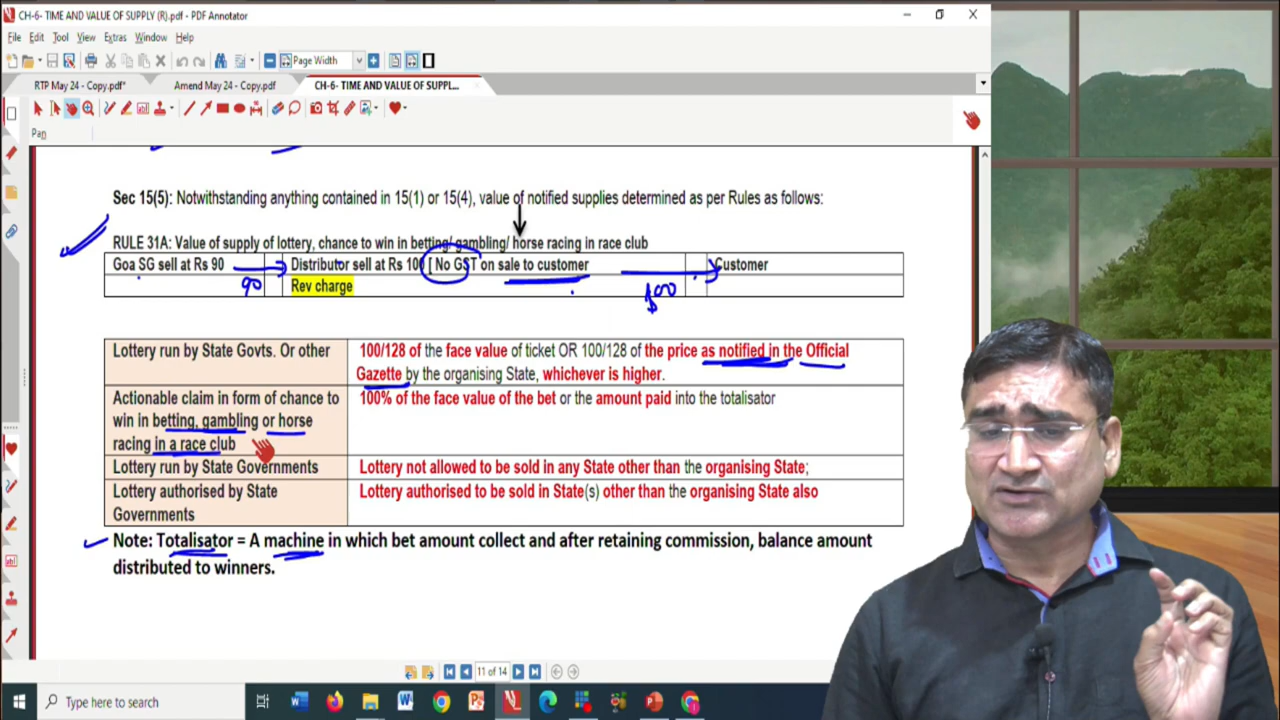 CH-6- TIME AND VALUE OF SUPPLY (R).pdf - PDF Annotator
File Edit Tool View Extras Window Help
Page Width
RTP May 24 - Copy.pdf* Amend May 24 - Copy.pdf CH-6- TIME AND VALUE OF SUPPL...
Pan
Sec 15(5): Notwithstanding anything contained in 15(1) or 15(4), value of notified supplies determined as per Rules as follows:
RULE 31A: Value of supply of lottery, chance to win in betting/ gambling/ horse racing in race club
Goa SG sell at Rs 90 Distributor sell at Rs 100 [ No GST on sale to customer Customer
90 Rev charge 100
Lottery run by State Govts. Or other 100/128 of the face value of ticket OR 100/128 of the price as notified in the Official
Gazette by the organising State, whichever is higher.
Actionable claim in form of chance to 100% of the face value of the bet or the amount paid into the totalisator
win in betting, gambling or horse
racing in a race club
Lottery run by State Governments Lottery not allowed to be sold in any State other than the organising State;
Lottery authorised by State Lottery authorised to be sold in State(s) other than the organising State also
Governments
Note: Totalisator = A machine in which bet amount collect and after retaining commission, balance amount
distributed to winners.
11 of 14
Type here to search